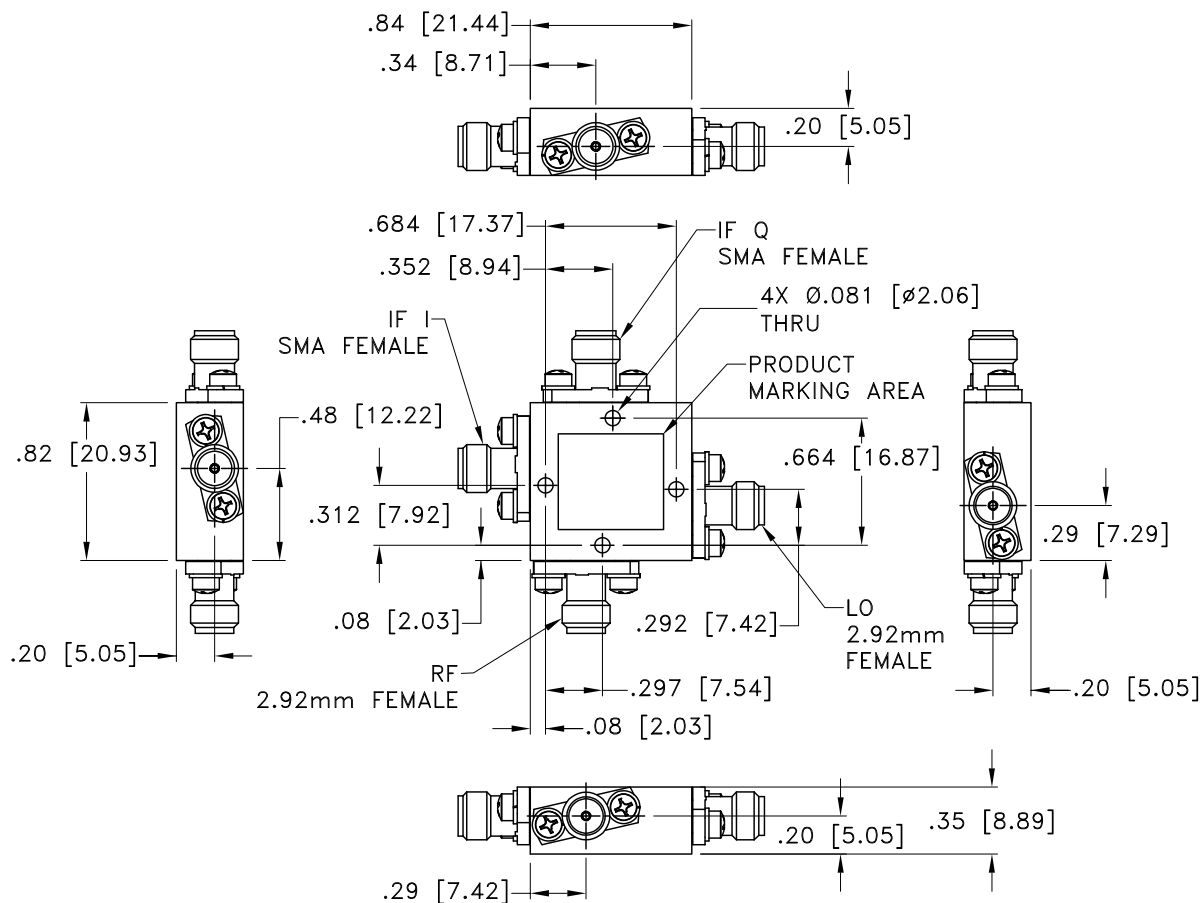 .84 [21.44]
.34 [8.71]
.20 [5.05]
.684 [17.37]
IF Q
SMA FEMALE
.352 [8.94]
4X Ø.081 [ø2.06]
THRU
IF I
SMA FEMALE
PRODUCT
MARKING AREA
.48 [12.22]
.82 [20.93]
.664 [16.87]
.312 [7.92]
.29 [7.29]
.08 [2.03]
.292 [7.42]
LO
2.92mm
FEMALE
.20 [5.05]
RF
2.92mm FEMALE
.297 [7.54]
.20 [5.05]
.08 [2.03]
.35 [8.89]
.20 [5.05]
.29 [7.42]